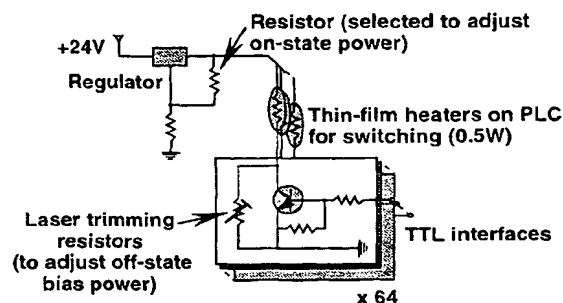 Resistor (selected to adjust
on-state power)
+24V
Regulator
Thin-film heaters on PLC
for switching (0.5W)
Laser trimming
resistors
(to adjust off-state
bias power)
TTL interfaces
x 64